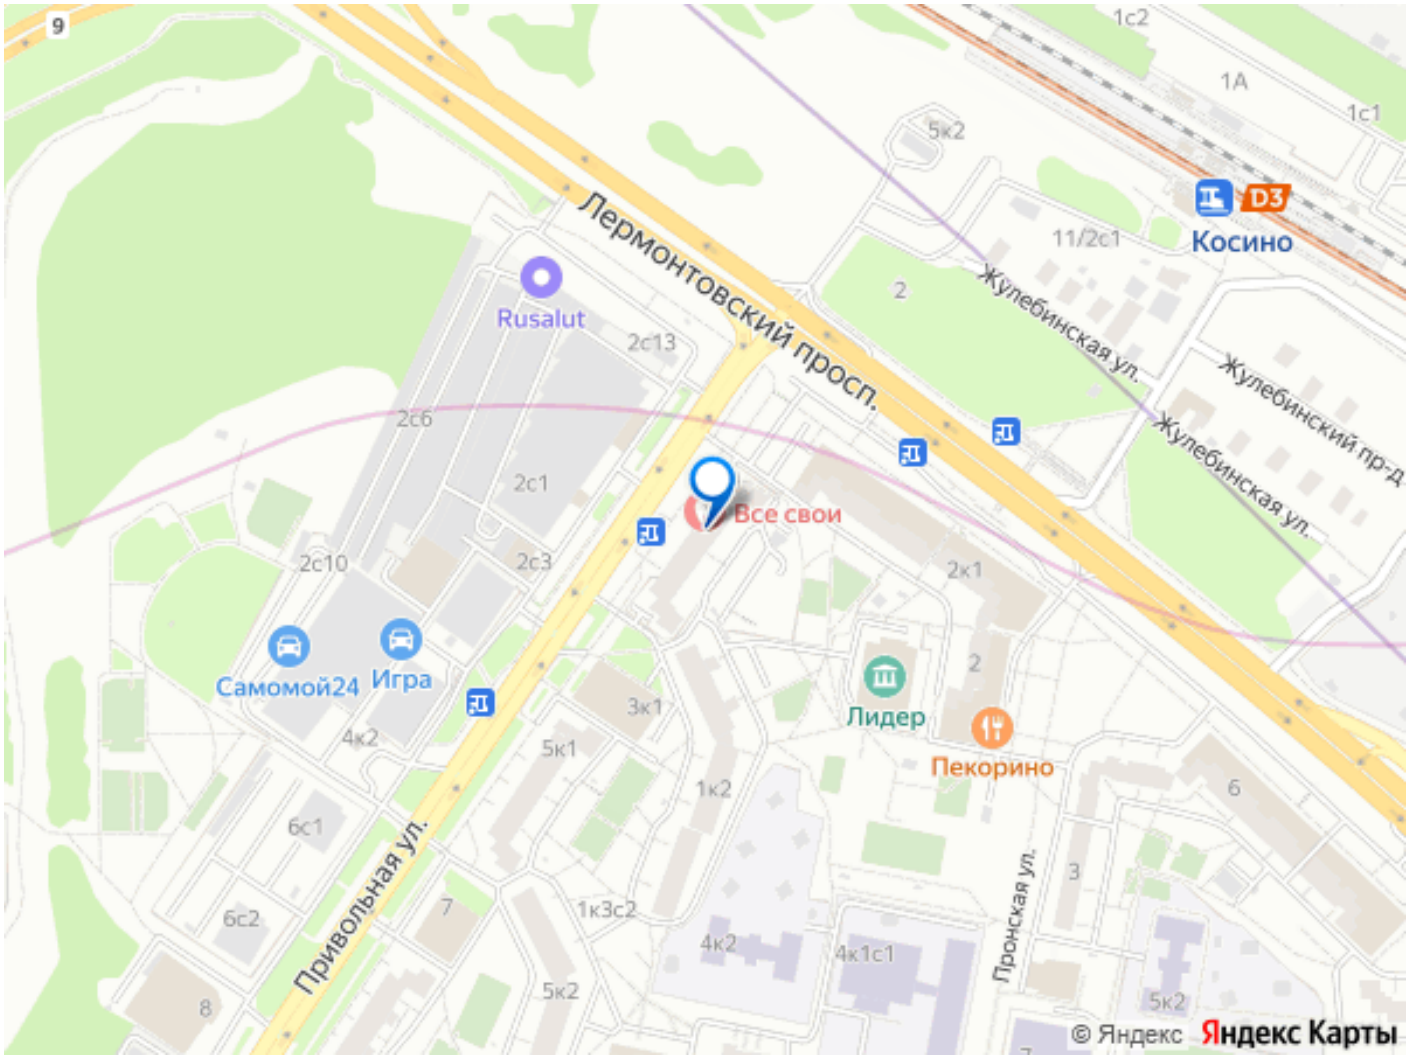 9
1с2
1А
1с1
5к2
D3
Косино
11/2с1
Лермонтовский просп.
2
Жулебинская ул.
Rusalut
2с13
Жулебинский пр-д
2с6
Жулебинская ул.
2с1
Все свои
2с10
2с3
2к1
2
Самомой24
Игра
Лидер
3к1
4к2
5к1
Пекорино
1к2
6
6с1
Привольная ул.
Пронская ул.
3
7
1к3с2
6с2
4к2
4к1с1
5к2
5к2
8
7
© Яндекс Яндекс Карты